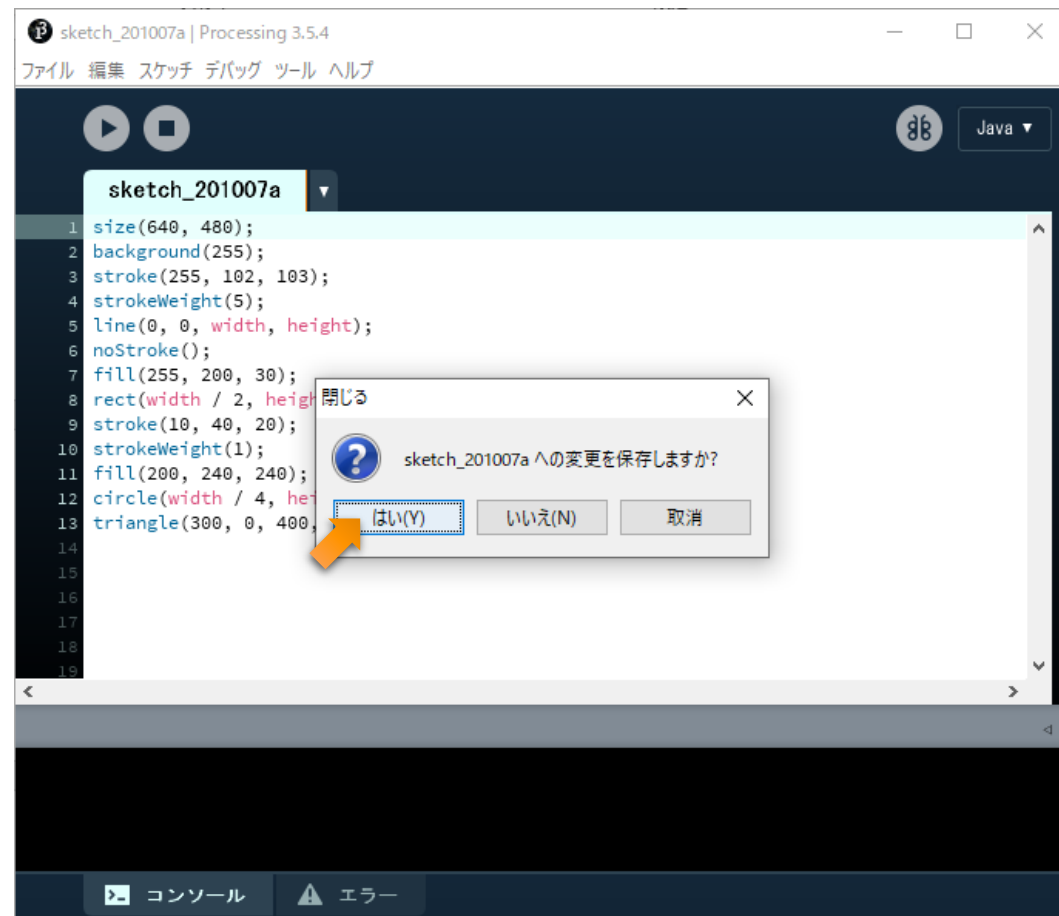 sketch_201007a | Processing 3.5.4
ファイル 編集 スケッチ デバッグ ツール ヘルプ
Java ▼
sketch_201007a ▼
1 size(640, 480);
2 background(255);
3 stroke(255, 102, 103);
4 strokeWeight(5);
5 line(0, 0, width, height);
6 noStroke();
7 fill(255, 200, 30);
8 rect(width / 2, heigh
9 stroke(10, 40, 20);
10 strokeWeight(1);
11 fill(200, 240, 240);
12 circle(width / 4, hei
13 triangle(300, 0, 400,
14
15
16
17
18
19
閉じる
sketch_201007a への変更を保存しますか?
はい(Y) いいえ(N) 取消
コンソール エラー